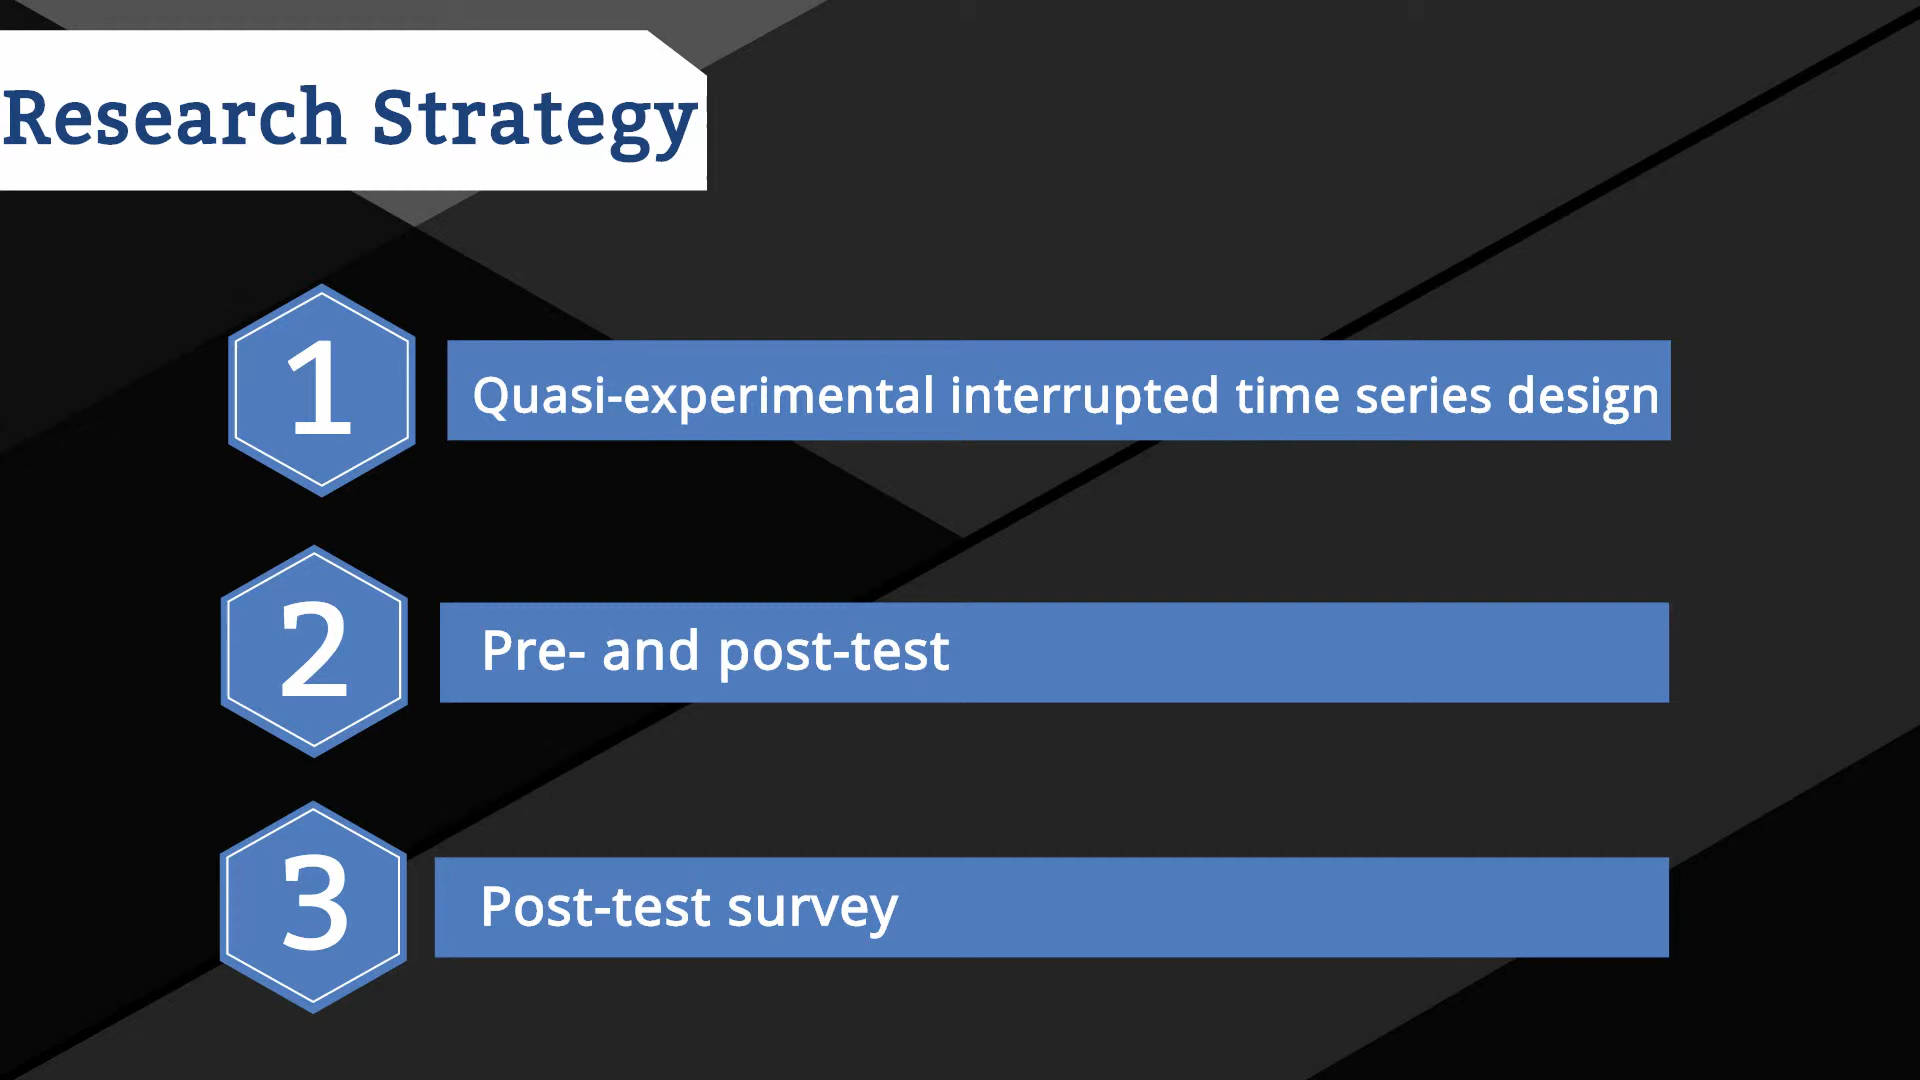 Research Strategy
1
Quasi-experimental interrupted time series design
2
Pre- and post-test
3
Post-test survey